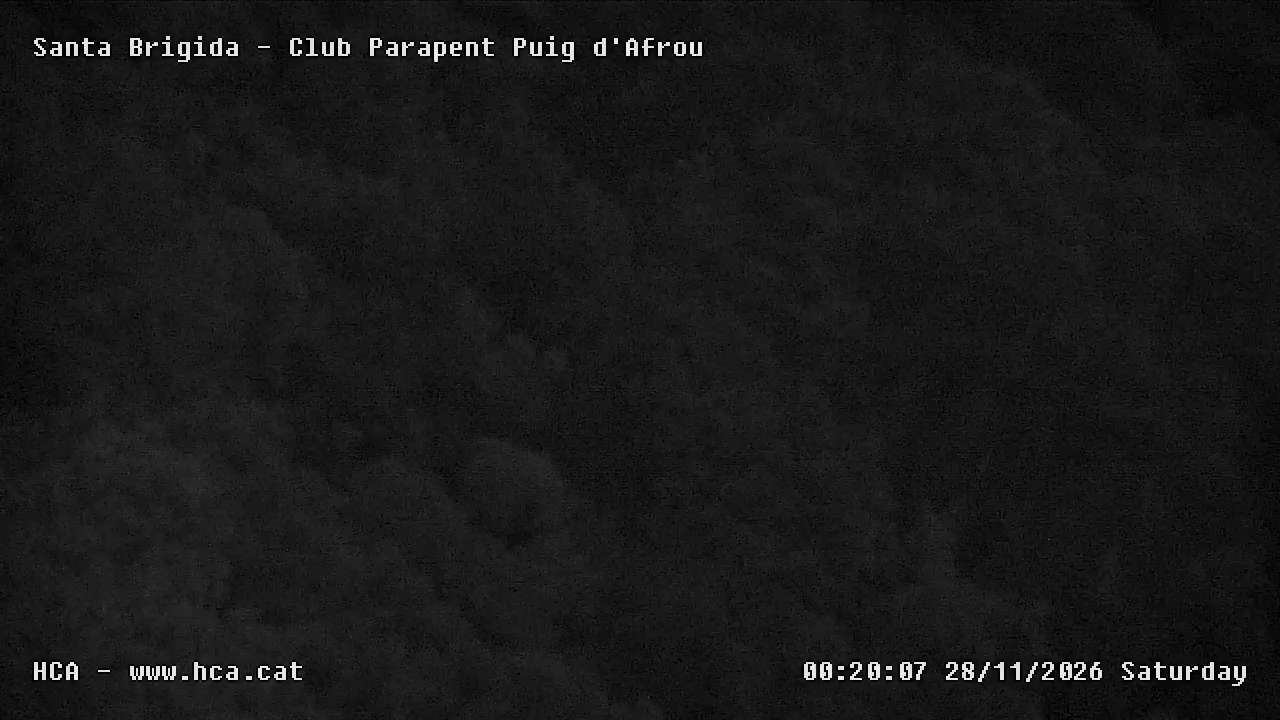 Santa Brigida - Club Parapent Puig d'Afrou
HCA - www.hca.cat
00:20:07 28/11/2026 Saturday